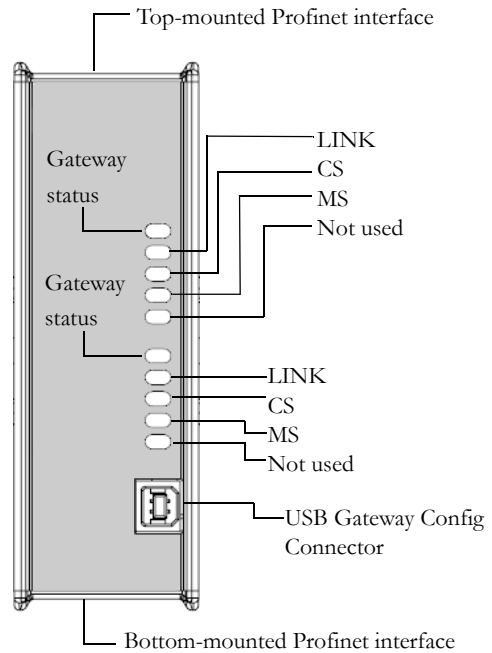 Top-mounted Profinet interface
Gateway
status
LINK
CS
MS
Not used
Gateway
status
LINK
CS
MS
Not used
USB Gateway Config
Connector
Bottom-mounted Profinet interface